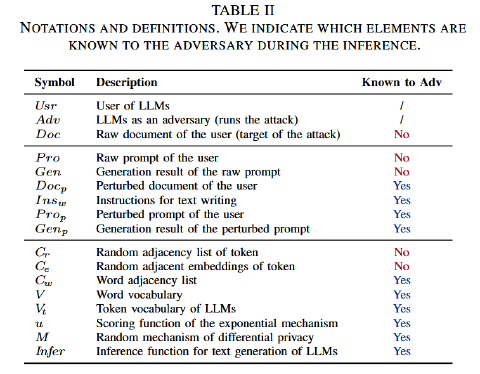 TABLE II
NOTATIONS AND DEFINITIONS. WE INDICATE WHICH ELEMENTS ARE
KNOWN TO THE ADVERSARY DURING THE INFERENCE.
Symbol Description Known to Adv
Usr User of LLMs /
Adv LLMs as an adversary (runs the attack) /
Doc Raw document of the user (target of the attack) No
Pro Raw prompt of the user No
Gen Generation result of the raw prompt No
Docₚ Perturbed document of the user Yes
Ins_w Instructions for text writing Yes
Proₚ Perturbed prompt of the user Yes
Genₚ Generation result of the perturbed prompt Yes
Cᵣ Random adjacency list of token No
Cₑ Random adjacent embeddings of token No
C_w Word adjacency list Yes
V Word vocabulary Yes
Vₜ Token vocabulary of LLMs Yes
u Scoring function of the exponential mechanism Yes
M Random mechanism of differential privacy Yes
Infer Inference function for text generation of LLMs Yes